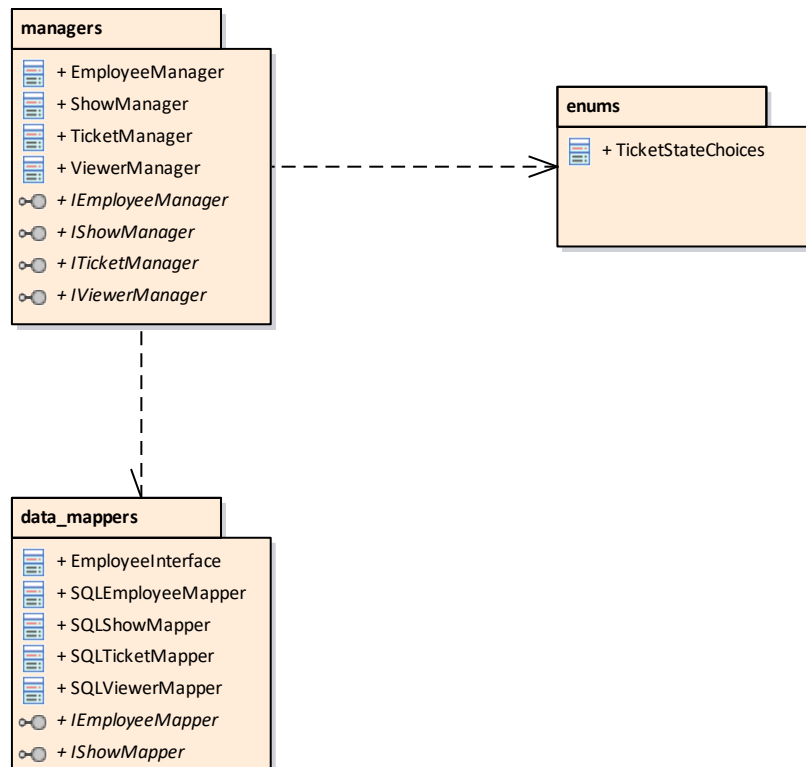 managers
+ EmployeeManager
+ ShowManager
+ TicketManager
+ ViewerManager
+ IEmployeeManager
+ IShowManager
+ ITicketManager
+ IViewerManager
enums
+ TicketStateChoices
data_mappers
+ EmployeeInterface
+ SQLEmployeeMapper
+ SQLShowMapper
+ SQLTicketMapper
+ SQLViewerMapper
+ IEmployeeMapper
+ IShowMapper